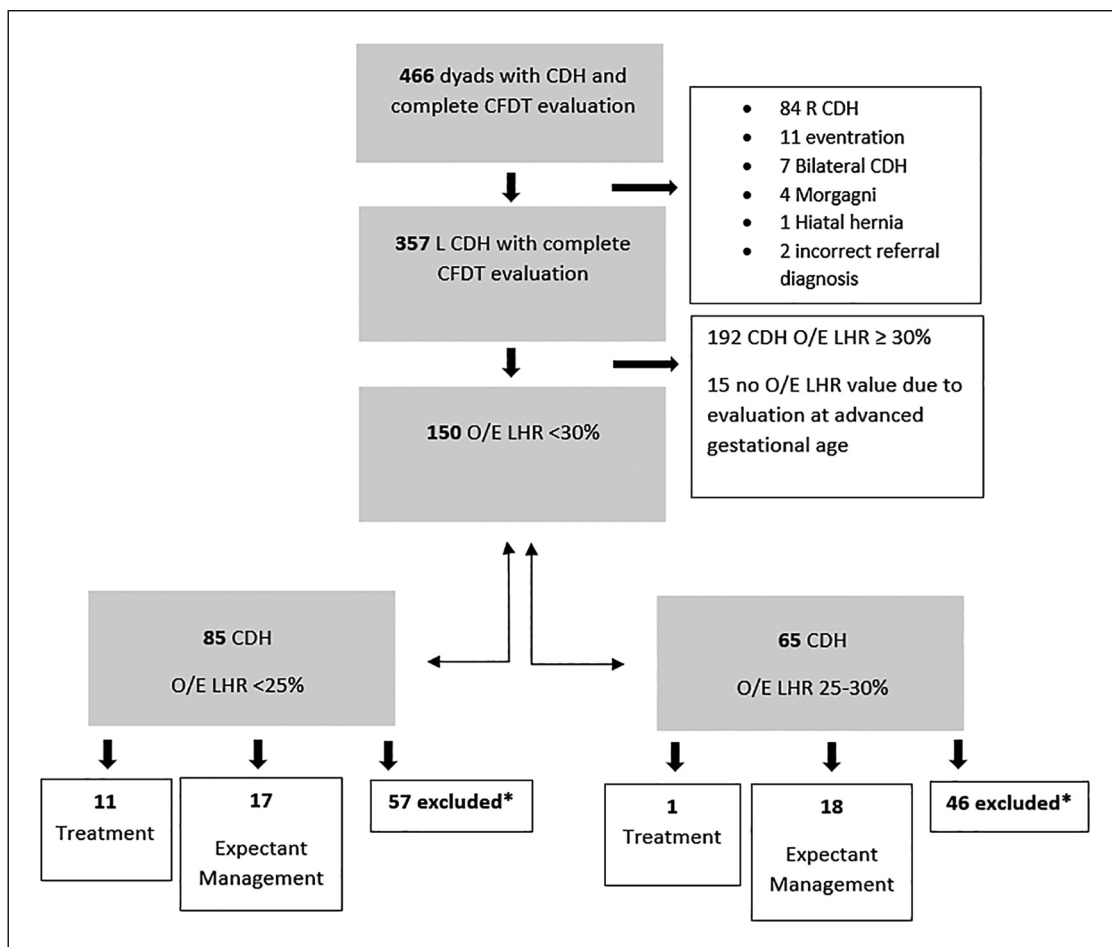 466 dyads with CDH and
complete CFDT evaluation
• 84 R CDH
• 11 eventration
• 7 Bilateral CDH
• 4 Morgagni
• 1 Hiatal hernia
• 2 incorrect referral
diagnosis
357 L CDH with complete
CFDT evaluation
192 CDH O/E LHR ≥ 30%
15 no O/E LHR value due to
evaluation at advanced
gestational age
150 O/E LHR <30%
85 CDH
O/E LHR <25%
65 CDH
O/E LHR 25-30%
11
Treatment
17
Expectant
Management
57 excluded*
1
Treatment
18
Expectant
Management
46 excluded*